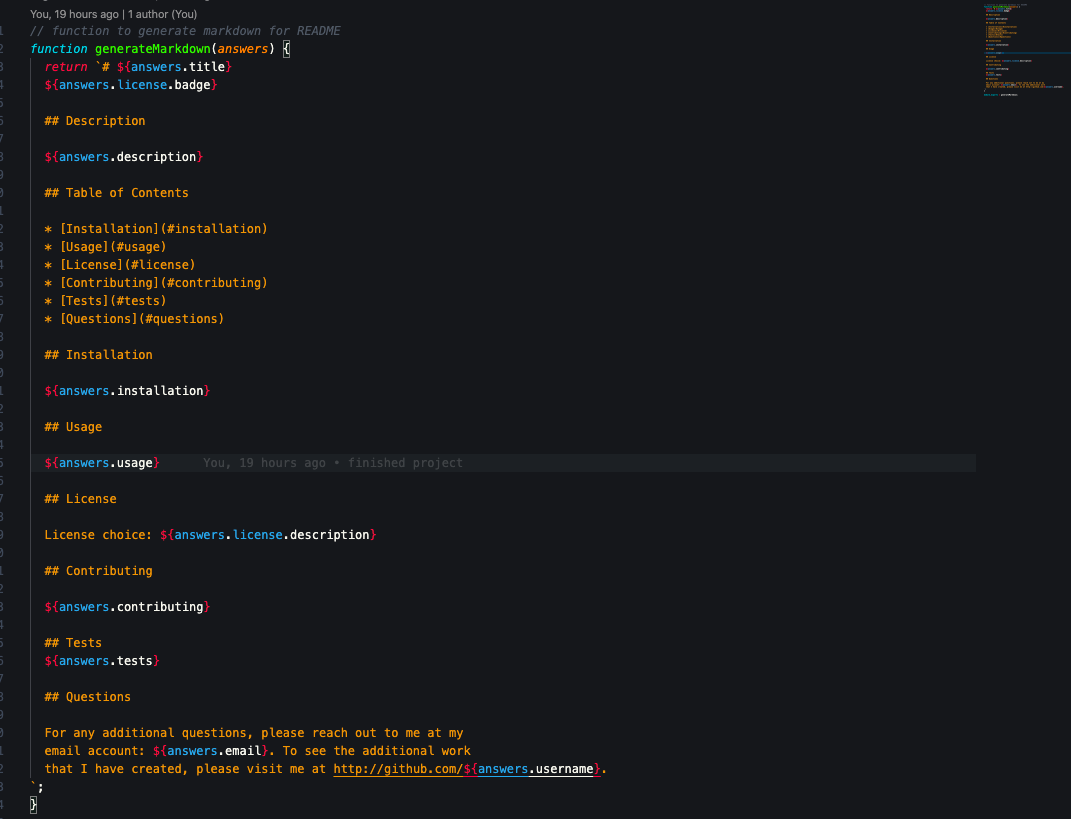 You, 19 hours ago | 1 author (You)
// function to generate markdown for README
function generateMarkdown(answers) {
return `# ${answers.title}
${answers.license.badge}
## Description
${answers.description}
## Table of Contents
* [Installation](#installation)
* [Usage](#usage)
* [License](#license)
* [Contributing](#contributing)
* [Tests](#tests)
* [Questions](#questions)
## Installation
${answers.installation}
## Usage
${answers.usage} You, 19 hours ago • finished project
## License
License choice: ${answers.license.description}
## Contributing
${answers.contributing}
## Tests
${answers.tests}
## Questions
For any additional questions, please reach out to me at my
email account: ${answers.email}. To see the additional work
that I have created, please visit me at http://github.com/${answers.username}.
`;
}